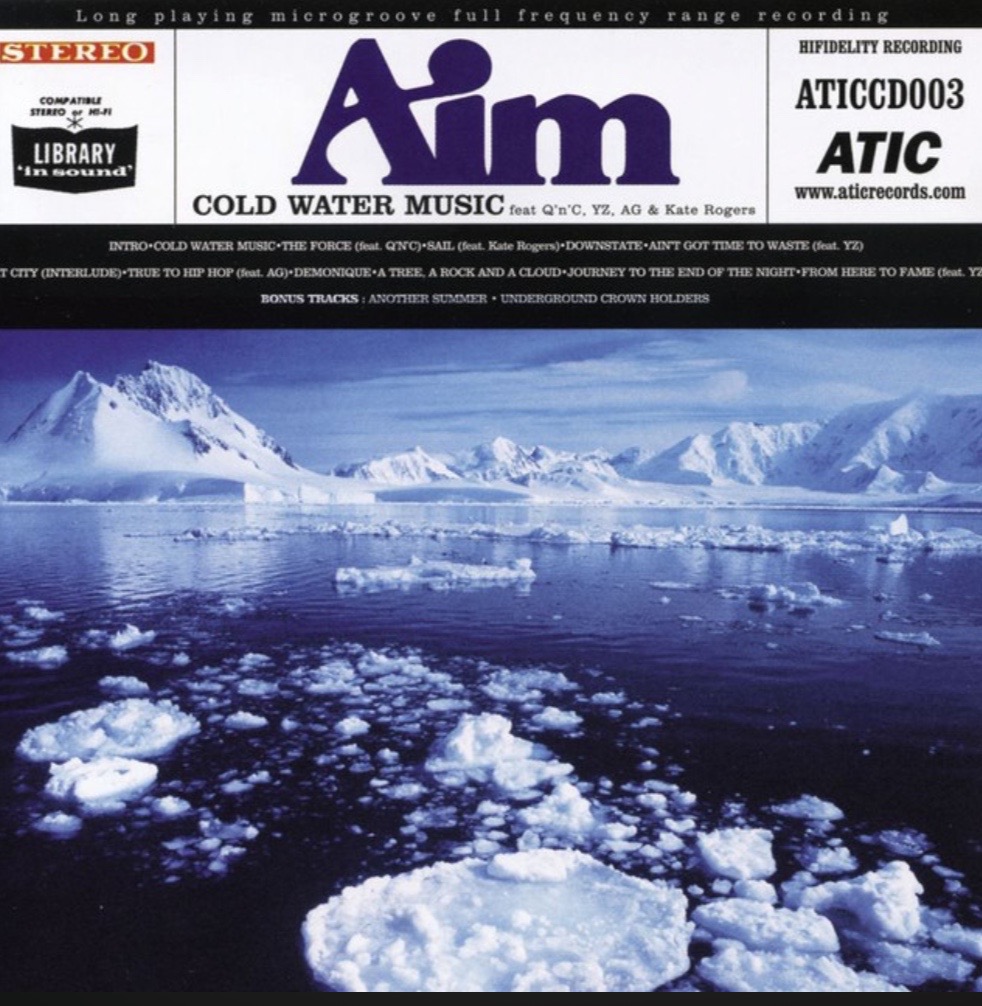 Long playing microgroove full frequency range recording
STEREO
COMPATIBLE
STEREO or HI-FI
LIBRARY
'in sound'
Aim
COLD WATER MUSIC feat Q'n'C, YZ, AG & Kate Rogers
HIFIDELITY RECORDING
ATICCD003
ATIC
www.aticrecords.com
INTRO•COLD WATER MUSIC•THE FORCE (feat. Q'N'C)•SAIL (feat. Kate Rogers)•DOWNSTATE•AIN'T GOT TIME TO WASTE (feat. YZ)
T CITY (INTERLUDE)•TRUE TO HIP HOP (feat. AG)•DEMONIQUE•A TREE, A ROCK AND A CLOUD•JOURNEY TO THE END OF THE NIGHT•FROM HERE TO FAME (feat. YZ
BONUS TRACKS : ANOTHER SUMMER • UNDERGROUND CROWN HOLDERS